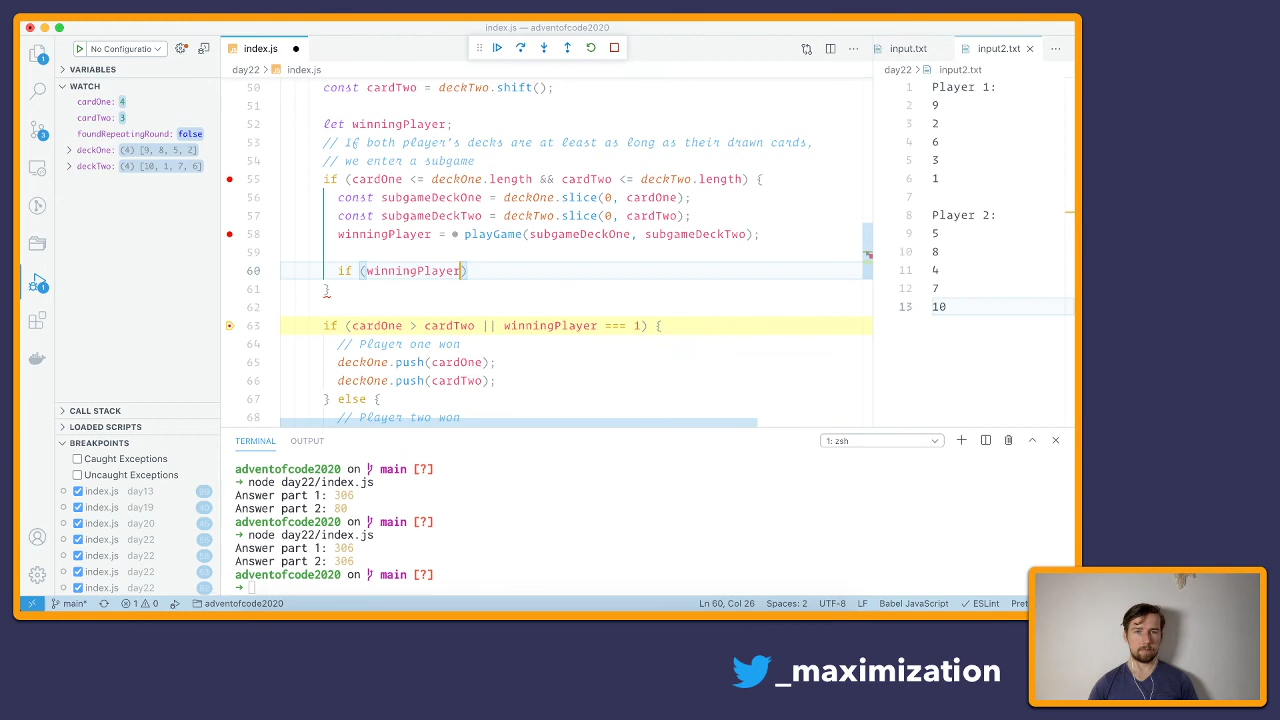 index.js — adventofcode2020
No Configuratio
index.js
input.txt
input2.txt
VARIABLES
WATCH
cardOne: 4
cardTwo: 3
foundRepeatingRound: false
deckOne: (4) [9, 8, 5, 2]
deckTwo: (4) [10, 1, 7, 6]
CALL STACK
LOADED SCRIPTS
BREAKPOINTS
Caught Exceptions
Uncaught Exceptions
index.js day13
index.js day19
index.js day20
index.js day22
index.js day22
index.js day22
index.js day22
day22 > index.js
50 const cardTwo = deckTwo.shift();
51
52 let winningPlayer;
53 // If both player's decks are at least as long as their drawn cards,
54 // we enter a subgame
55 if (cardOne <= deckOne.length && cardTwo <= deckTwo.length) {
56 const subgameDeckOne = deckOne.slice(0, cardOne);
57 const subgameDeckTwo = deckTwo.slice(0, cardTwo);
58 winningPlayer = playGame(subgameDeckOne, subgameDeckTwo);
59
60 if (winningPlayer)
61 }
62
63 if (cardOne > cardTwo || winningPlayer === 1) {
64 // Player one won
65 deckOne.push(cardOne);
66 deckOne.push(cardTwo);
67 } else {
68 // Player two won
day22 > input2.txt
1 Player 1:
2 9
3 2
4 6
5 3
6 1
7
8 Player 2:
9 5
10 8
11 4
12 7
13 10
TERMINAL
OUTPUT
1: zsh
adventofcode2020 on main [?]
→ node day22/index.js
Answer part 1: 306
Answer part 2: 80
adventofcode2020 on main [?]
→ node day22/index.js
Answer part 1: 306
Answer part 2: 306
adventofcode2020 on main [?]
→
main*
1 0
adventofcode2020
Ln 60, Col 26
Spaces: 2
UTF-8
LF
Babel JavaScript
ESLint
Pret
_maximization